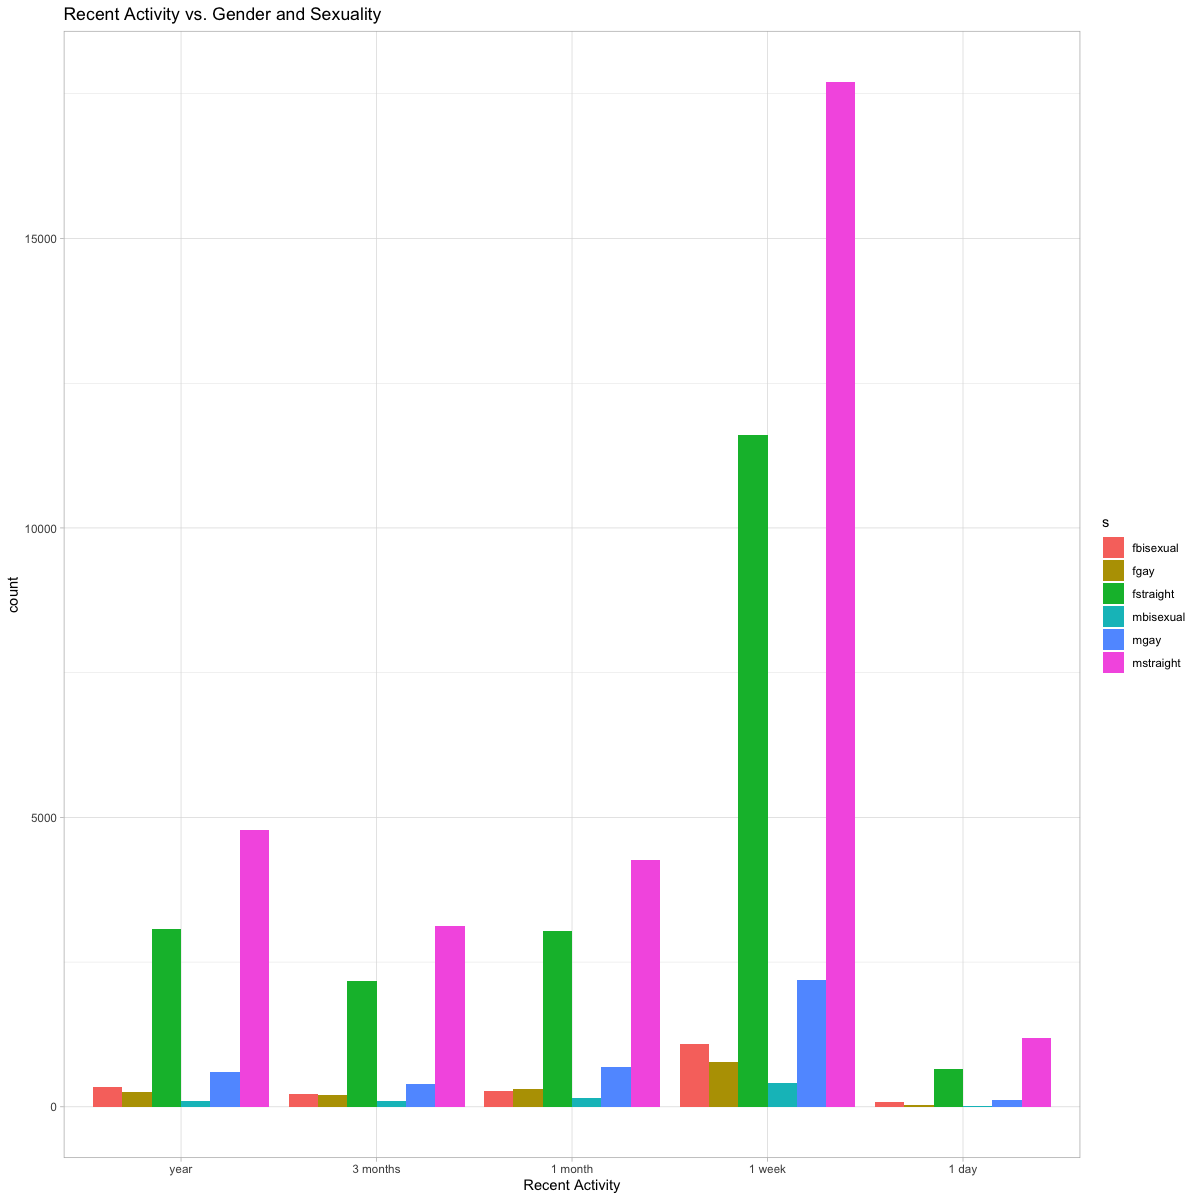 Recent Activity vs. Gender and Sexuality
15000
10000
5000
0
count
year
3 months
1 month
1 week
1 day
Recent Activity
s
fbisexual
fgay
fstraight
mbisexual
mgay
mstraight